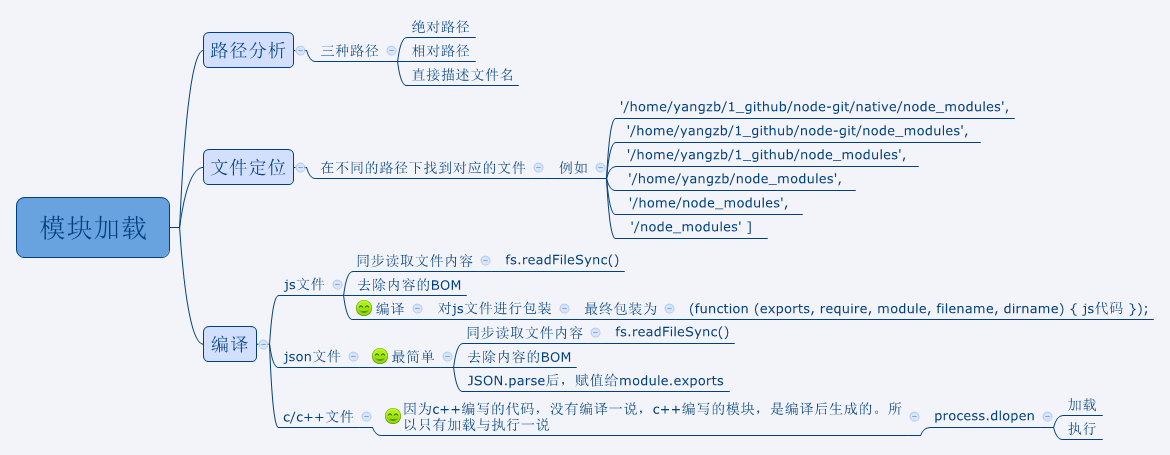 模块加载
路径分析
三种路径
绝对路径
相对路径
直接描述文件名
文件定位
在不同的路径下找到对应的文件
例如
'/home/yangzb/1_github/node-git/native/node_modules',
'/home/yangzb/1_github/node-git/node_modules',
'/home/yangzb/1_github/node_modules',
'/home/yangzb/node_modules',
'/home/node_modules',
'/node_modules' ]
编译
js文件
同步读取文件内容
fs.readFileSync()
去除内容的BOM
编译
对js文件进行包装
最终包装为
(function (exports, require, module, filename, dirname) { js代码 });
json文件
最简单
同步读取文件内容
fs.readFileSync()
去除内容的BOM
JSON.parse后，赋值给module.exports
c/c++文件
因为c++编写的代码，没有编译一说，c++编写的模块，是编译后生成的。所
以只有加载与执行一说
process.dlopen
加载
执行